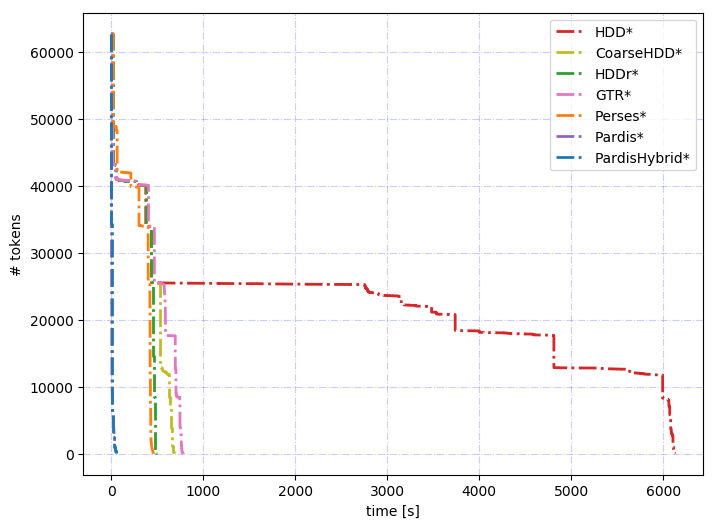 HDD*
CoarseHDD*
HDDr*
GTR*
Perses*
Pardis*
PardisHybrid*
60000
50000
40000
30000
20000
10000
0
# tokens
0 1000 2000 3000 4000 5000 6000
time [s]